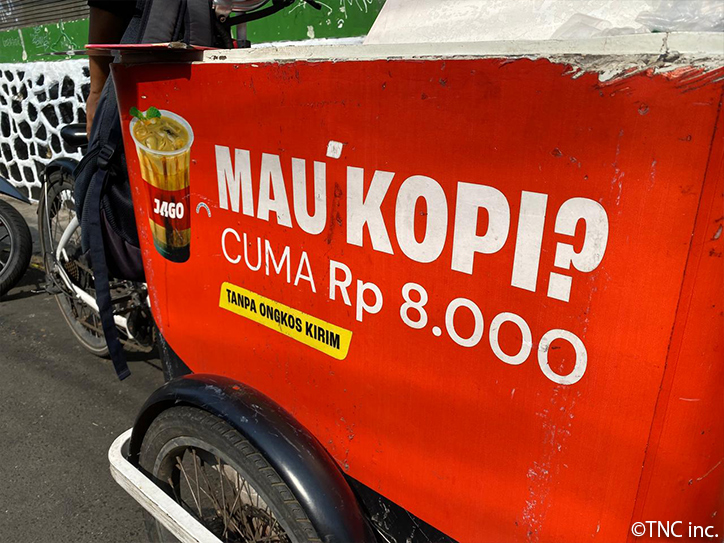 JAGO
MAU KOPI?
CUMA Rp 8.000
TANPA ONGKOS KIRIM
©TNC inc.